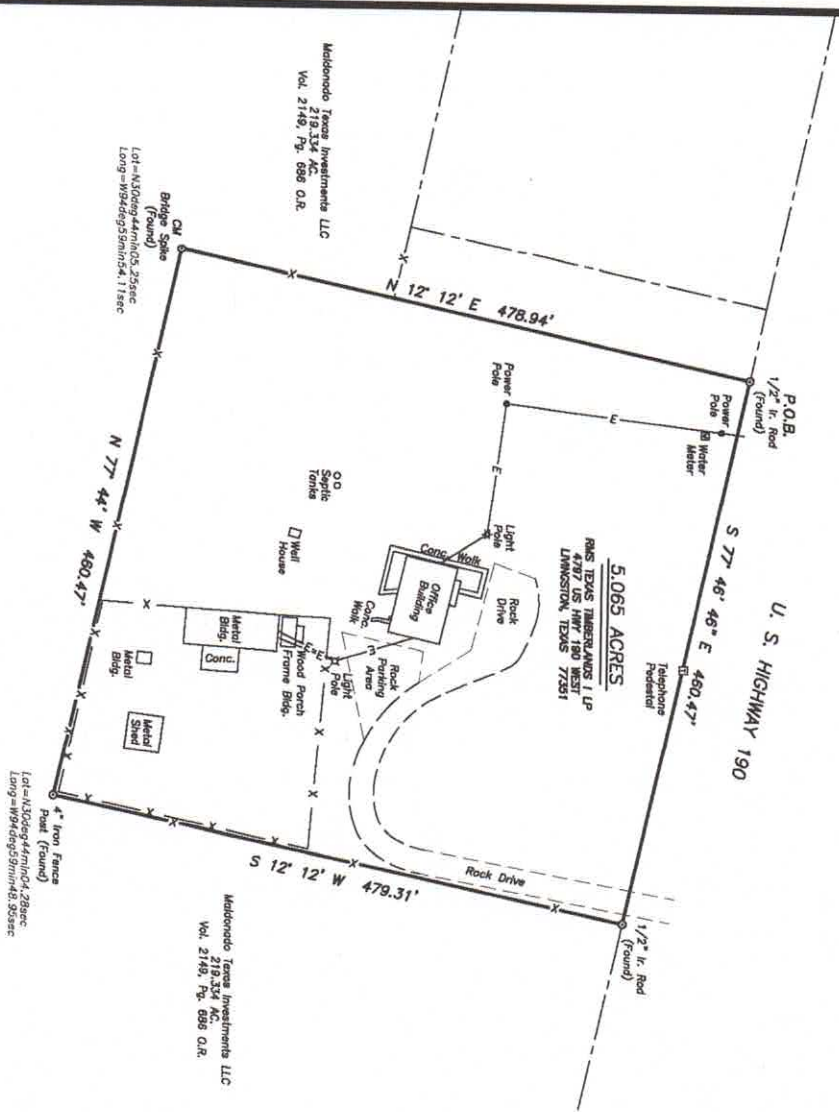 U. S. HIGHWAY 190
P.O.B.
1/2" Ir. Rod
(Found)
Power
Pole
Water
Meter
S 77° 46' 46" E 460.47'
Telephone
Pedestal
1/2" Ir. Rod
(Found)
Maldonado Texas Investments LLC
219.334 AC.
Vol. 2149, Pg. 686 O.R.
N 12° 12' E 478.94'
X
Power
Pole
E
E
Light
Pole
5.065 ACRES
RMS TEXAS TIMBERLANDS I LP
4797 US HWY 190 WEST
LIVINGSTON, TEXAS 77351
Rock
Drive
Conc. Walk
Office
Building
Conc.
Walk
Rock
Parking
Area
E
Light
Pole
E
E
Rock Drive
Septic
Tanks
Well
House
Wood Porch
Frame Bldg.
Metal
Bldg.
Conc.
Metal
Bldg.
Metal
Shed
S 12° 12' W 479.31'
Maldonado Texas Investments LLC
219.334 AC.
Vol. 2149, Pg. 686 O.R.
CM
Bridge Spike
(Found)
Lat=N30deg44min05.25sec
Long=W94deg59min54.11sec
N 77° 44' W 460.47'
4" Iron Fence
Post (Found)
Lat=N30deg44min04.28sec
Long=W94deg59min48.95sec